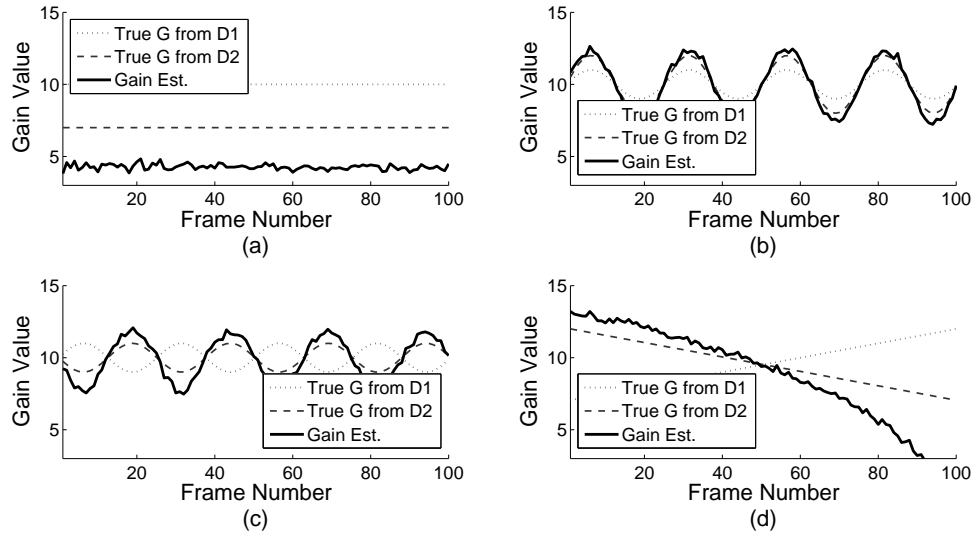 15
10
5
Gain Value
True G from D1
True G from D2
Gain Est.
20 40 60 80 100
Frame Number
(a)
15
10
5
Gain Value
True G from D1
True G from D2
Gain Est.
20 40 60 80 100
Frame Number
(b)
15
10
5
Gain Value
True G from D1
True G from D2
Gain Est.
20 40 60 80 100
Frame Number
(c)
15
10
5
Gain Value
True G from D1
True G from D2
Gain Est.
20 40 60 80 100
Frame Number
(d)